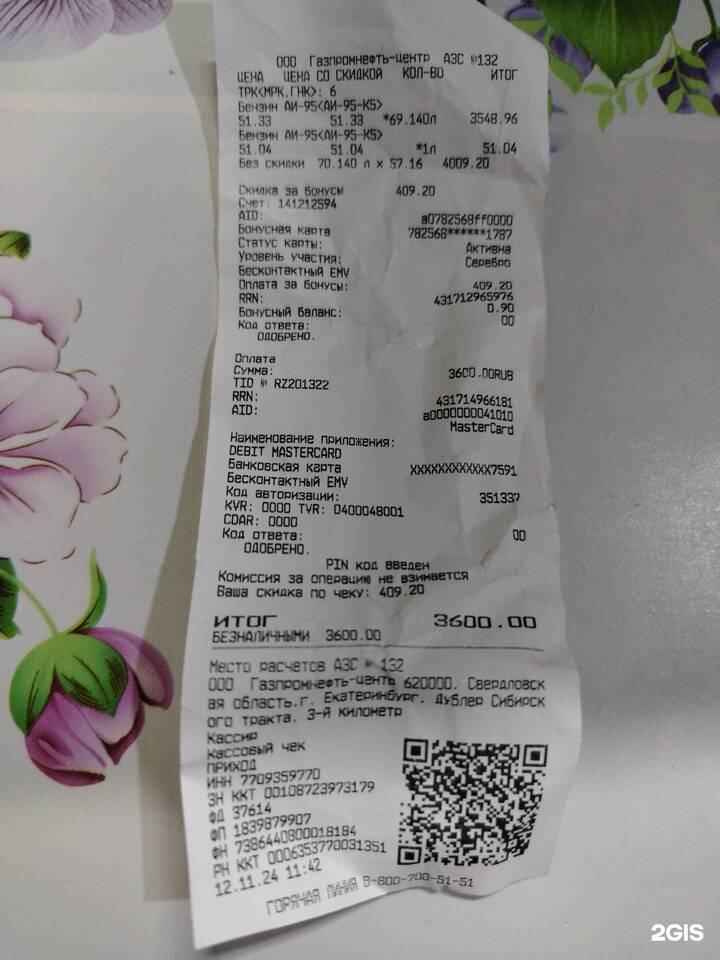 ООО Газпромнефть-центр АЗС №132
ЦЕНА ЦЕНА СО СКИДКОЙ КОЛ-ВО ИТОГ
ТРК<МРК,ГНК>: 6
Бензин АИ-95<АИ-95-К5>
51.33 51.33 *69.140л 3548.96
Бензин АИ-95<АИ-95-К5>
51.04 51.04 *1л 51.04
Без скидки 70.140 л х 57.16 4009.20
Скидка за бонусы 409.20
Счет: 141212594
AID: a0782568ff0000
Бонусная карта 782568******1787
Статус карты: Активна
Уровень участия: Серебро
Бесконтактный EMV
Оплата за бонусы: 409.20
RRN: 431712965976
Бонусный баланс: 0.90
Код ответа: 00
ОДОБРЕНО.
Оплата
Сумма: 3600.00RUB
TID № RZ201322
RRN: 431714966181
AID: a0000000041010
MasterCard
Наименование приложения:
DEBIT MASTERCARD
Банковская карта XXXXXXXXXXXX7591
Бесконтактный EMV
Код авторизации: 351337
KVR: 0000 TVR: 0400048001
CDAR: 0000
Код ответа: 00
ОДОБРЕНО.
PIN код введен
Комиссия за операцию не взимается
Ваша скидка по чеку: 409.20
ИТОГ 3600.00
БЕЗНАЛИЧНЫМИ 3600.00
Место расчетов АЗС № 132
ООО Газпромнефть-центр 620000, Свердловск
ая область,г. Екатеринбург, Дублер Сибирск
ого тракта, 3-й километр
Кассир
Кассовый чек
ПРИХОД
ИНН 7709359770
ЗН ККТ 00108723973179
ФД 37614
ФП 1839879907
ФН 7386440800018184
РН ККТ 0006353770031351
12.11.24 11:42
ГОРЯЧАЯ ЛИНИЯ 8-800-700-51-51
2GIS